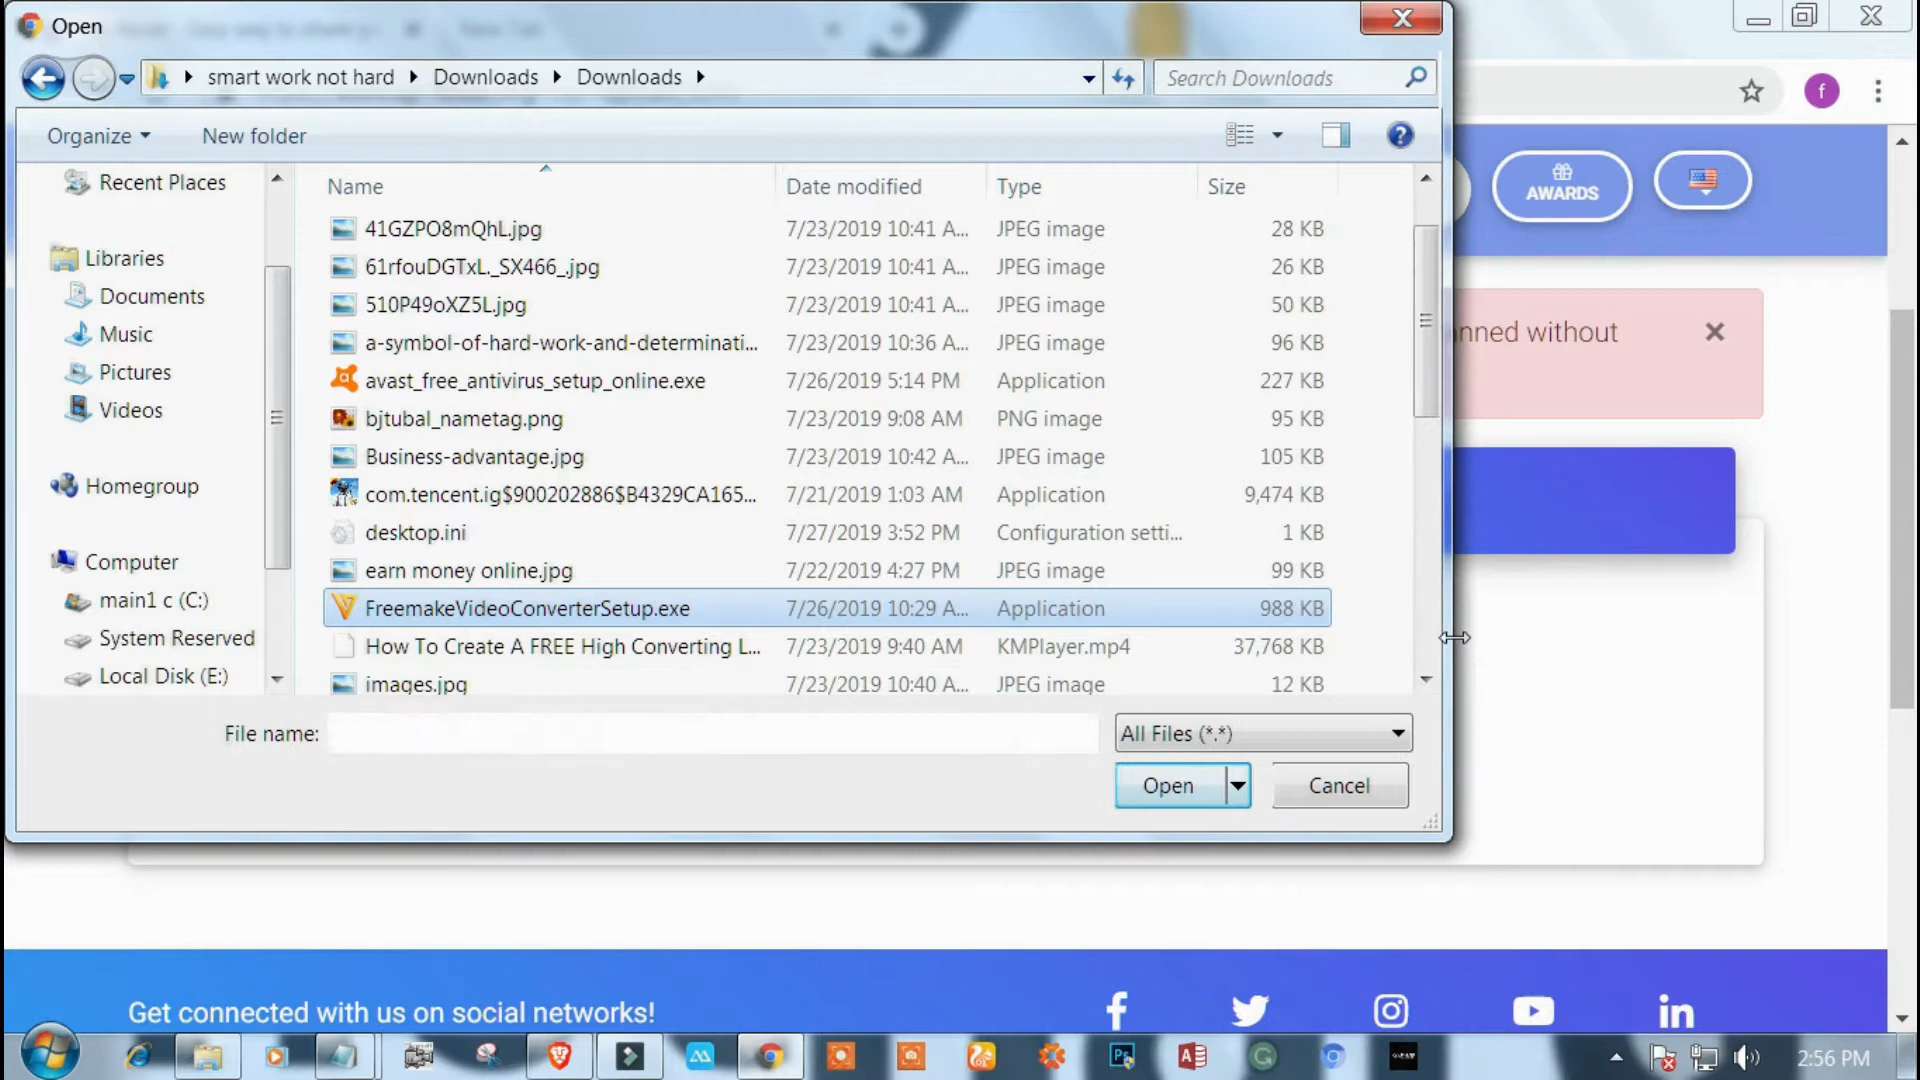 Open
smart work not hard Downloads Downloads
Search Downloads
Organize New folder
Recent Places
Libraries
Documents
Music
Pictures
Videos
Homegroup
Computer
main1 c (C:)
System Reserved
Local Disk (E:)
Name Date modified Type Size
41GZPO8mQhL.jpg 7/23/2019 10:41 A... JPEG image 28 KB
61rfouDGTxL._SX466_.jpg 7/23/2019 10:41 A... JPEG image 26 KB
510P49oXZ5L.jpg 7/23/2019 10:41 A... JPEG image 50 KB
a-symbol-of-hard-work-and-determinati... 7/23/2019 10:36 A... JPEG image 96 KB
avast_free_antivirus_setup_online.exe 7/26/2019 5:14 PM Application 227 KB
bjtubal_nametag.png 7/23/2019 9:08 AM PNG image 95 KB
Business-advantage.jpg 7/23/2019 10:42 A... JPEG image 105 KB
com.tencent.ig$900202886$B4329CA165... 7/21/2019 1:03 AM Application 9,474 KB
desktop.ini 7/27/2019 3:52 PM Configuration setti... 1 KB
earn money online.jpg 7/22/2019 4:27 PM JPEG image 99 KB
FreemakeVideoConverterSetup.exe 7/26/2019 10:29 A... Application 988 KB
How To Create A FREE High Converting L... 7/23/2019 9:40 AM KMPlayer.mp4 37,768 KB
images.jpg 7/23/2019 10:40 A... JPEG image 12 KB
File name:
All Files (*.*)
Open Cancel
f
AWARDS
nned without
Get connected with us on social networks!
2:56 PM